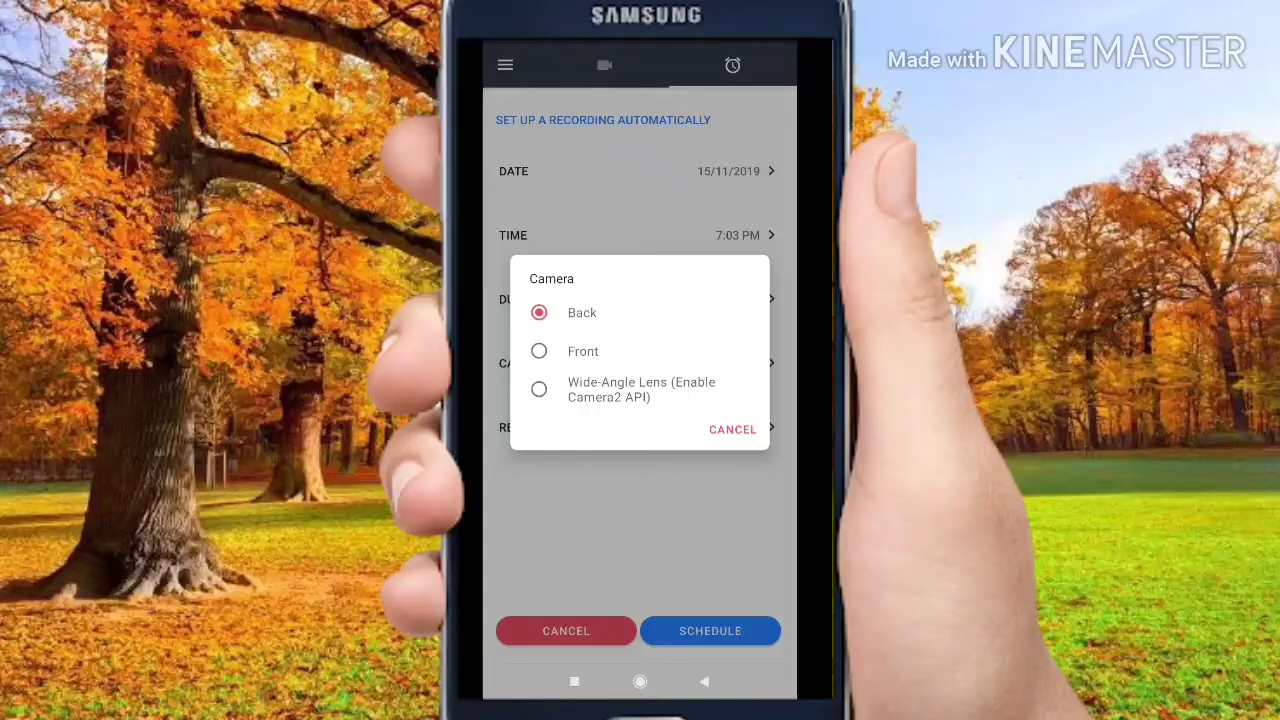 SAMSUNG
Made with KINEMASTER
SET UP A RECORDING AUTOMATICALLY
DATE 15/11/2019
TIME 7:03 PM
Camera
Back
Front
Wide-Angle Lens (Enable
Camera2 API)
CANCEL
CANCEL SCHEDULE